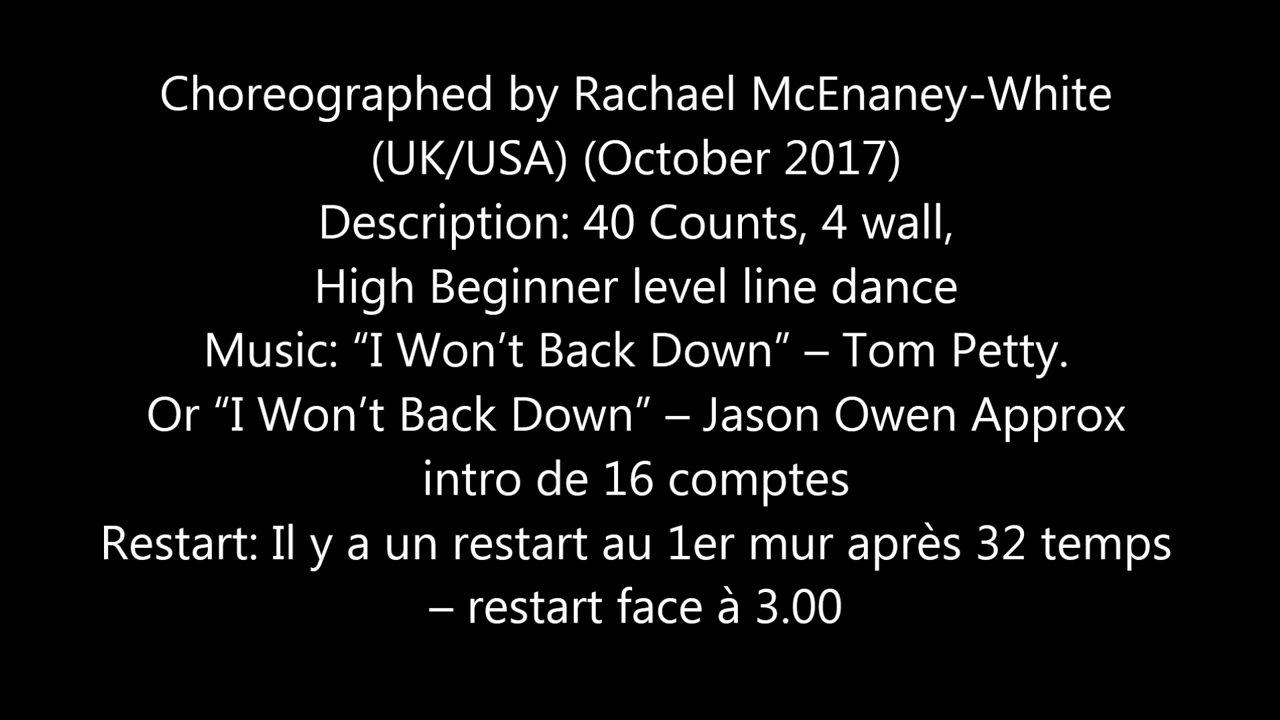 Choreographed by Rachael McEnaney-White
(UK/USA) (October 2017)
Description: 40 Counts, 4 wall,
High Beginner level line dance
Music: “I Won’t Back Down” – Tom Petty.
Or “I Won’t Back Down” – Jason Owen Approx
intro de 16 comptes
Restart: Il y a un restart au 1er mur après 32 temps
– restart face à 3.00